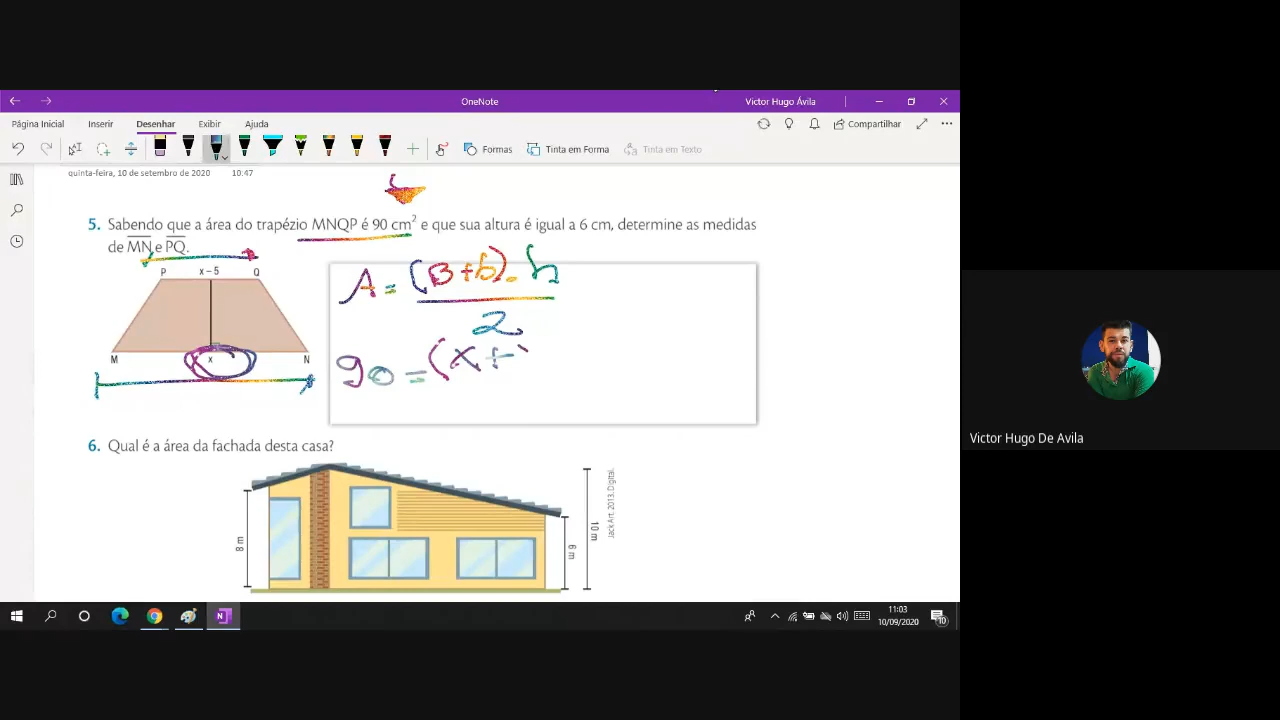 OneNote
Victor Hugo Ávila
Página Inicial Inserir Desenhar Exibir Ajuda
Compartilhar
Formas Tinta em Forma Tinta em Texto
quinta-feira, 10 de setembro de 2020 10:47
5. Sabendo que a área do trapézio MNQP é 90 cm² e que sua altura é igual a 6 cm, determine as medidas
de MN e PQ.
P x – 5 Q
M x N
A = (B+b) . h
2
90 = (x +
6. Qual é a área da fachada desta casa?
8 m
6 m
10 m
Jack Art. 2013. Digital.
Victor Hugo De Avila
11:03
10/09/2020
10